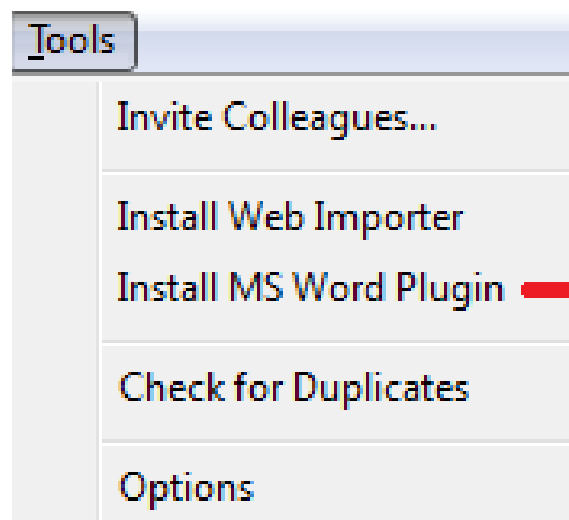 Tools
Invite Colleagues...
Install Web Importer
Install MS Word Plugin
Check for Duplicates
Options